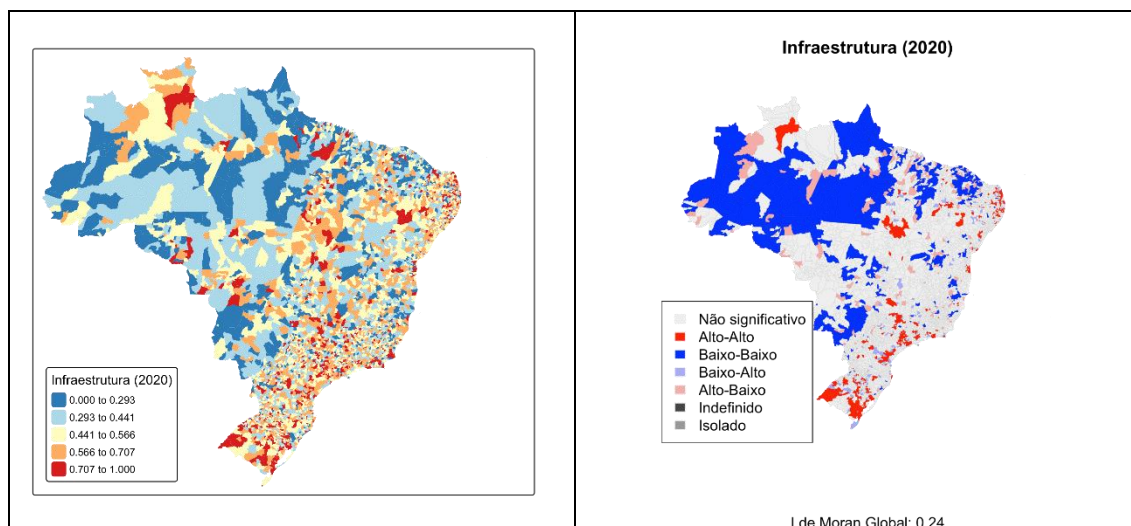 Infraestrutura (2020)
0.000 to 0.293
0.293 to 0.441
0.441 to 0.566
0.566 to 0.707
0.707 to 1.000
Infraestrutura (2020)
Não significativo
Alto-Alto
Baixo-Baixo
Baixo-Alto
Alto-Baixo
Indefinido
Isolado
I de Moran Global: 0.24